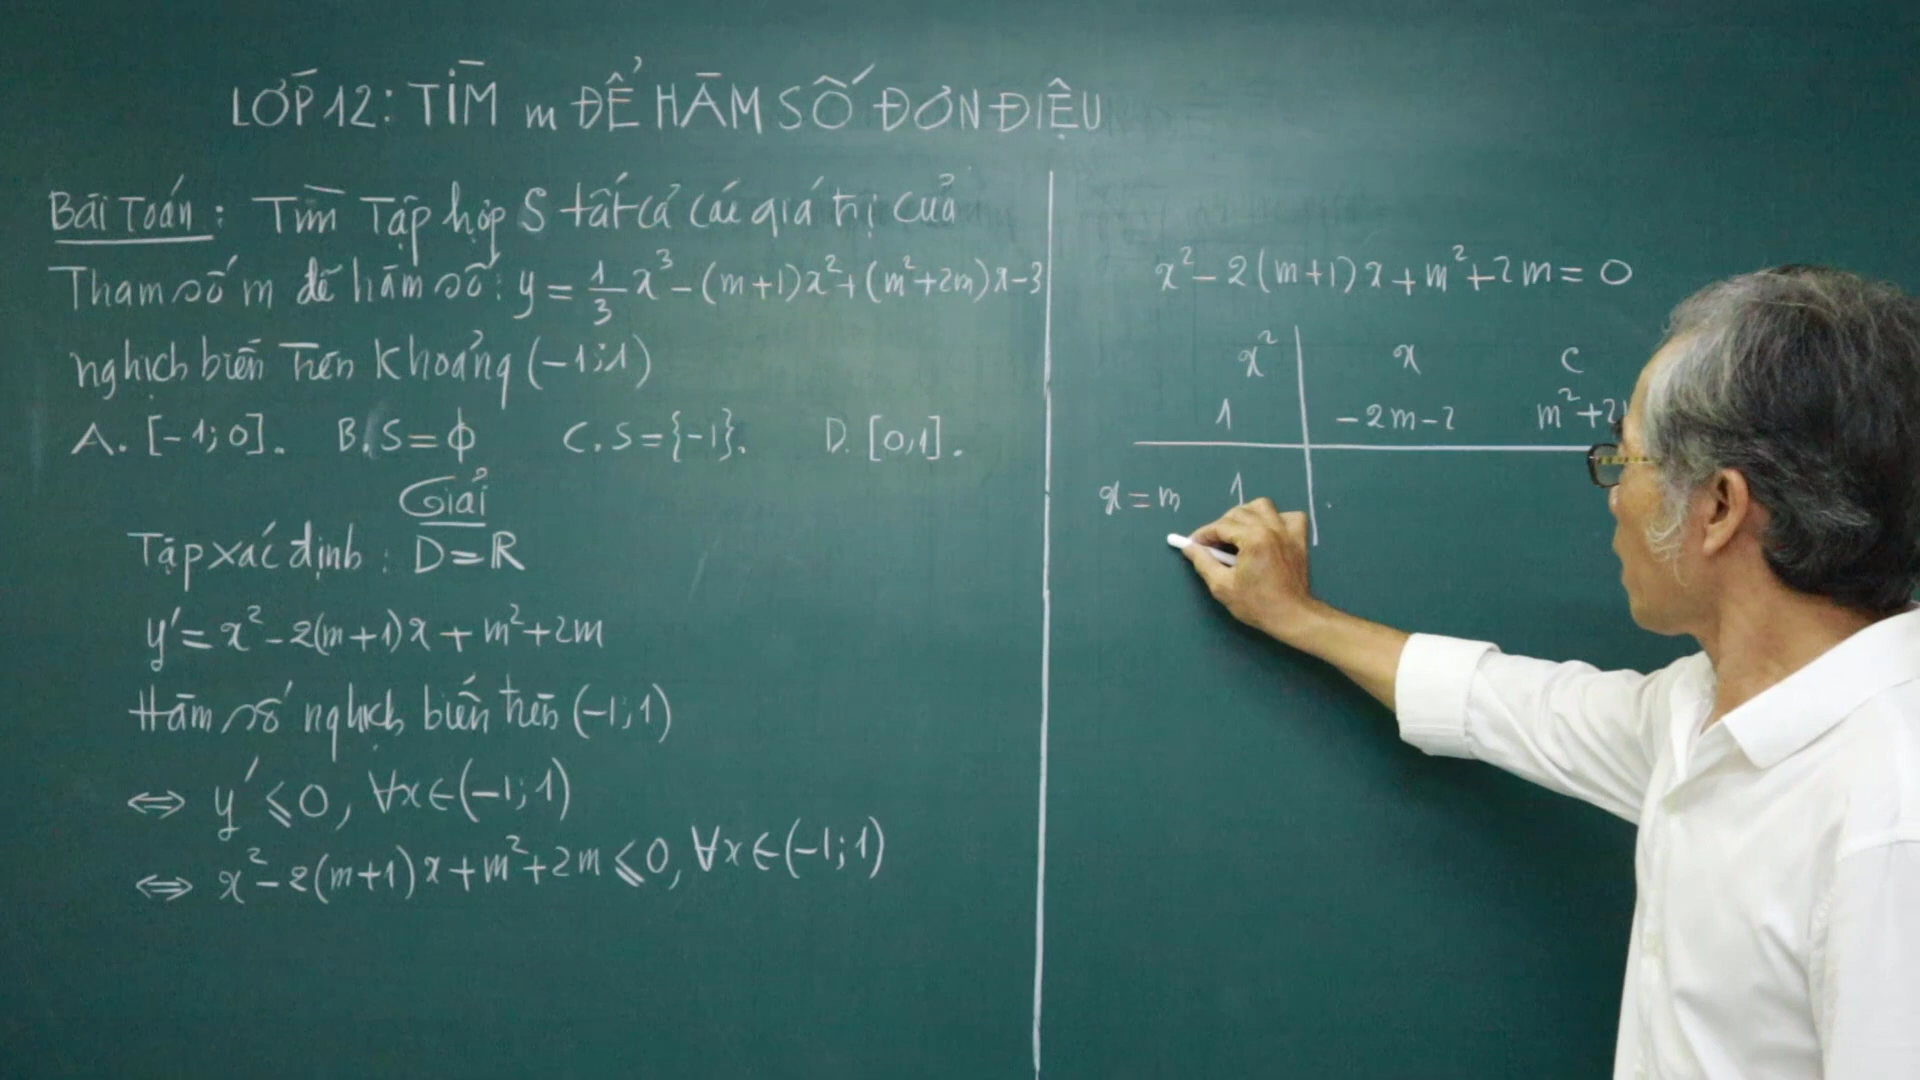 LỚP 12: TÌM m ĐỂ HÀM SỐ ĐƠN ĐIỆU
Bài Toán: Tìm Tập hợp S tất cả các giá trị của
Tham số m để hàm số: y = 1/3 x³ - (m+1)x² + (m²+2m)x - 3
nghịch biến Trên Khoảng (-1;1)
A. [-1;0]. B. S = ϕ C. S = {-1}. D. [0,1].
Giải
Tập xác định: D = ℝ
y' = x² - 2(m+1)x + m² + 2m
Hàm số nghịch biến trên (-1;1)
⇔ y' ⩽ 0, ∀x ∈ (-1;1)
⇔ x² - 2(m+1)x + m² + 2m ⩽ 0, ∀x ∈ (-1;1)
x² - 2(m+1)x + m² + 2m = 0
x² x c
1 -2m-2 m²+2
x = m 1